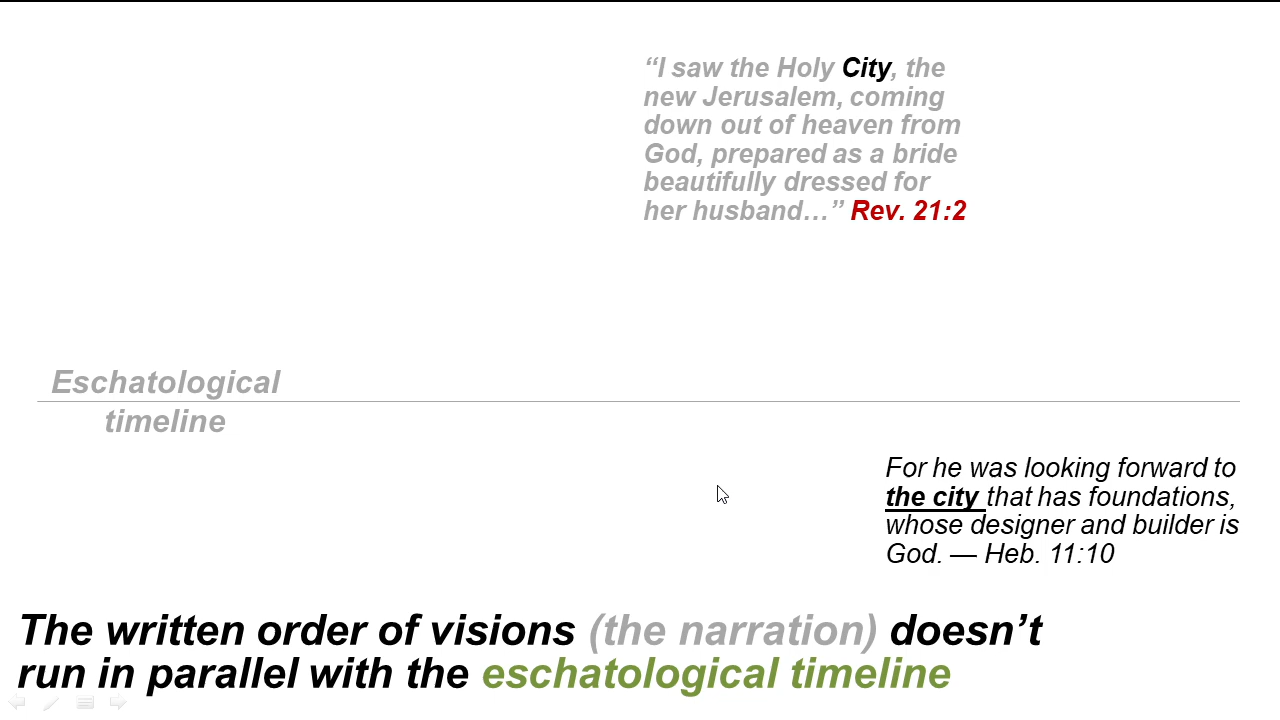 “I saw the Holy City, the
new Jerusalem, coming
down out of heaven from
God, prepared as a bride
beautifully dressed for
her husband…” Rev. 21:2
Eschatological
timeline
For he was looking forward to
the city that has foundations,
whose designer and builder is
God. — Heb. 11:10
The written order of visions (the narration) doesn’t
run in parallel with the eschatological timeline